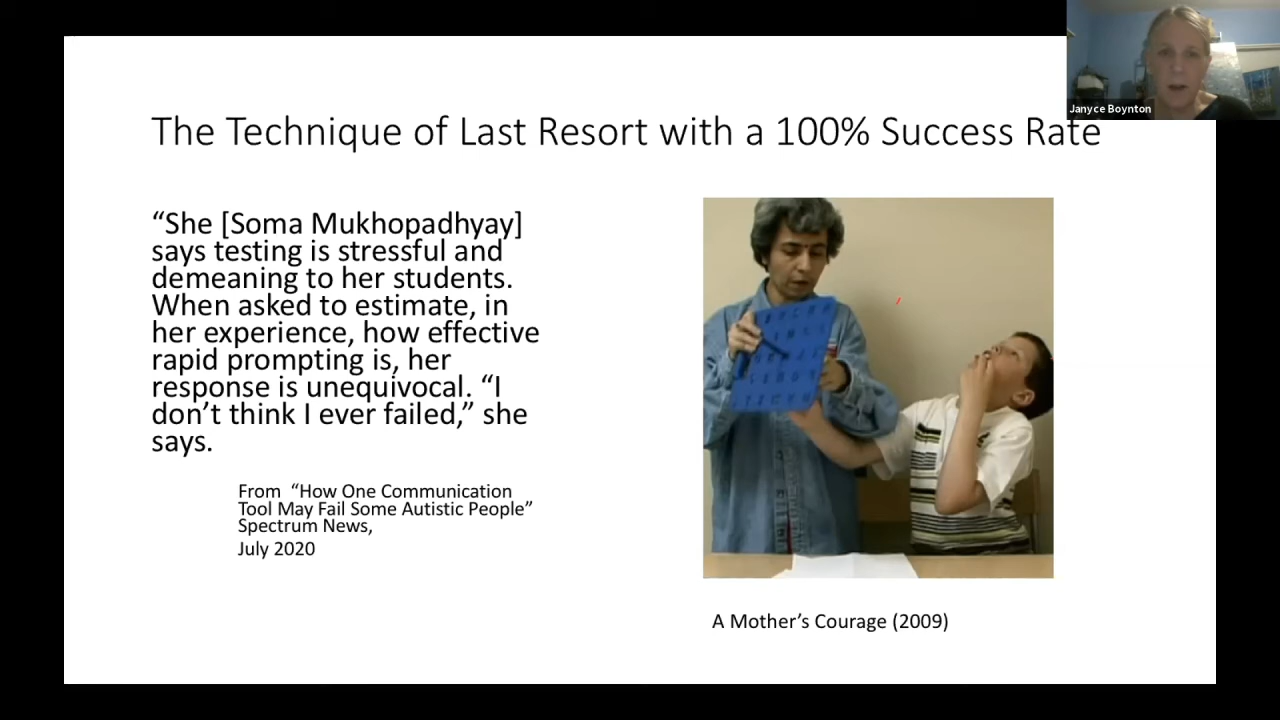 Janyce Boynton
The Technique of Last Resort with a 100% Success Rate
“She [Soma Mukhopadhyay]
says testing is stressful and
demeaning to her students.
When asked to estimate, in
her experience, how effective
rapid prompting is, her
response is unequivocal. “I
don’t think I ever failed,” she
says.
From “How One Communication
Tool May Fail Some Autistic People”
Spectrum News,
July 2020
A Mother’s Courage (2009)